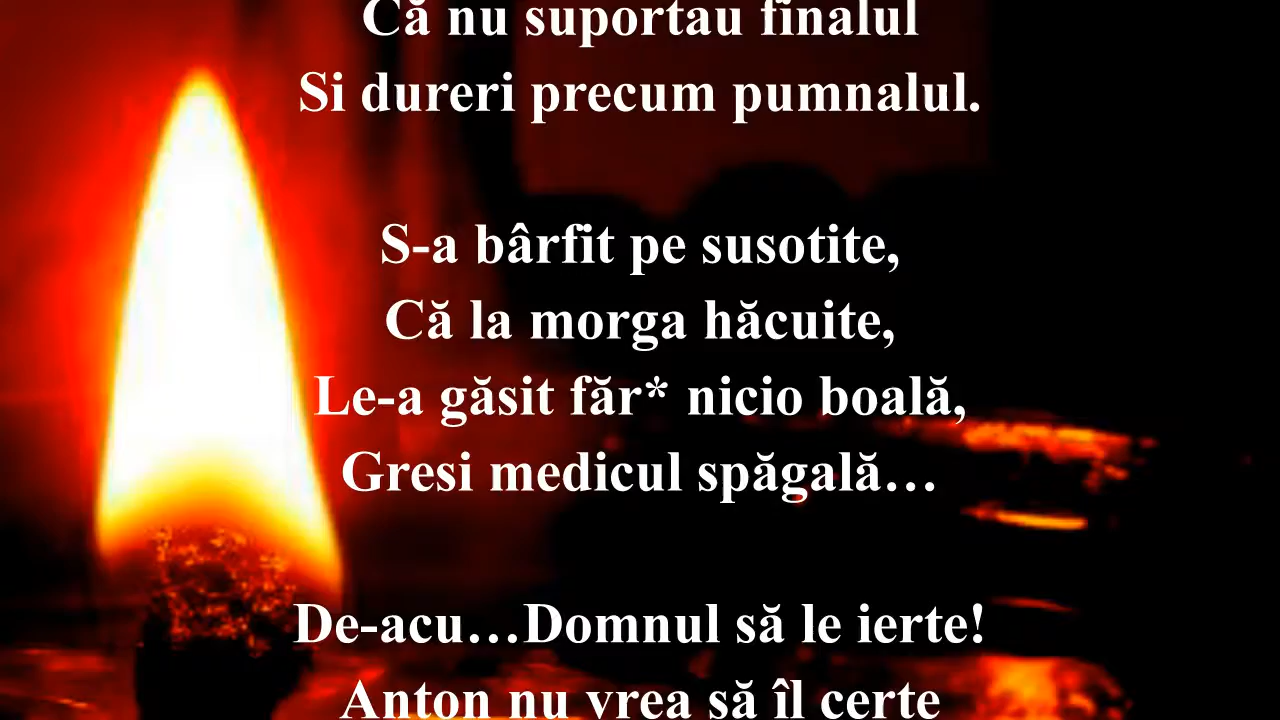 Că nu suportau finalul
Si dureri precum pumnalul.
S-a bârfit pe susotite,
Că la morga hăcuite,
Le-a găsit făr* nicio boală,
Gresi medicul spăgală…
De-acu…Domnul să le ierte!
Anton nu vrea să îl certe